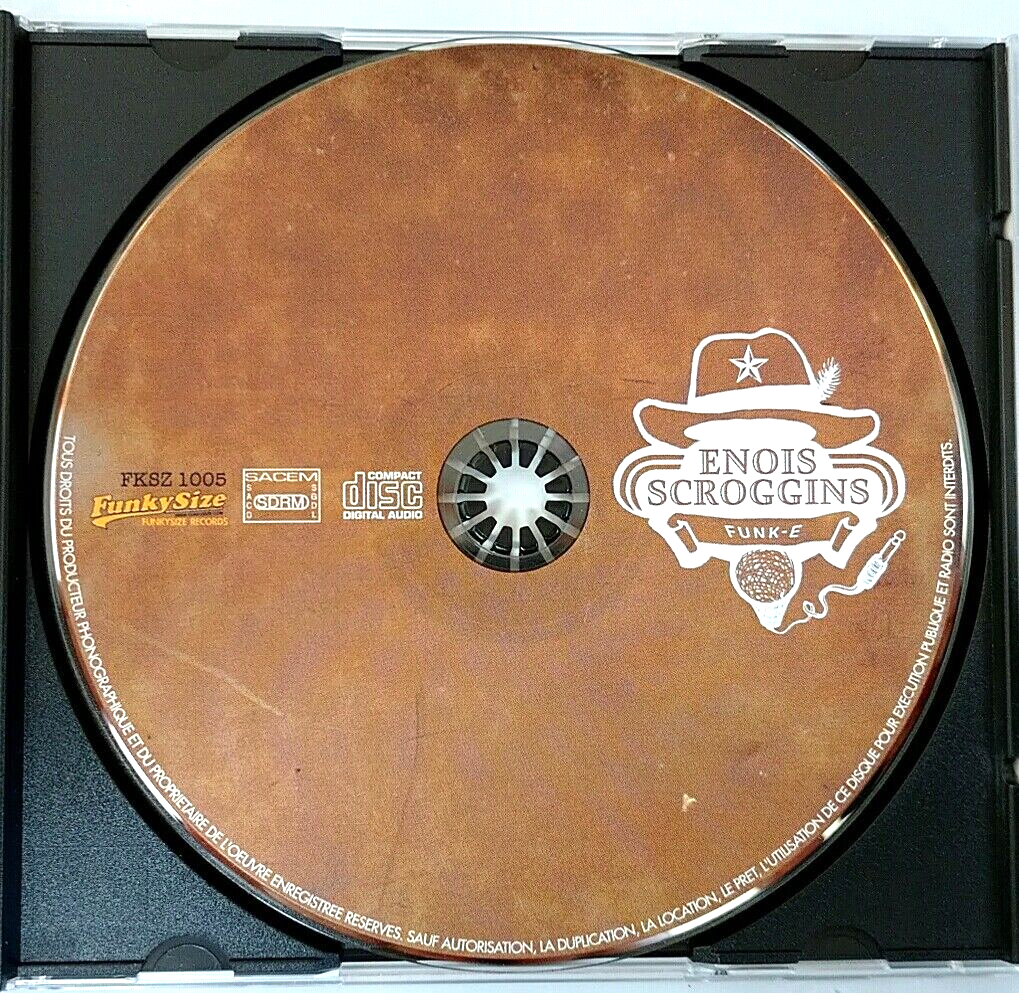 ENOIS
SCROGGINS
FUNK-E
FKSZ 1005
FunkySize
FUNKYSIZE RECORDS
SACEM
SACD
SDRM
SGDL
COMPACT
disc
DIGITAL AUDIO
TOUS DROITS DU PRODUCTEUR PHONOGRAPHIQUE ET DU PROPRIETAIRE DE L'OEUVRE ENREGISTREE RESERVES. SAUF AUTORISATION, LA DUPLICATION, LA LOCATION, LE PRET, L'UTILISATION DE CE DISQUE POUR EXECUTION PUBLIQUE ET RADIO SONT INTERDITS.